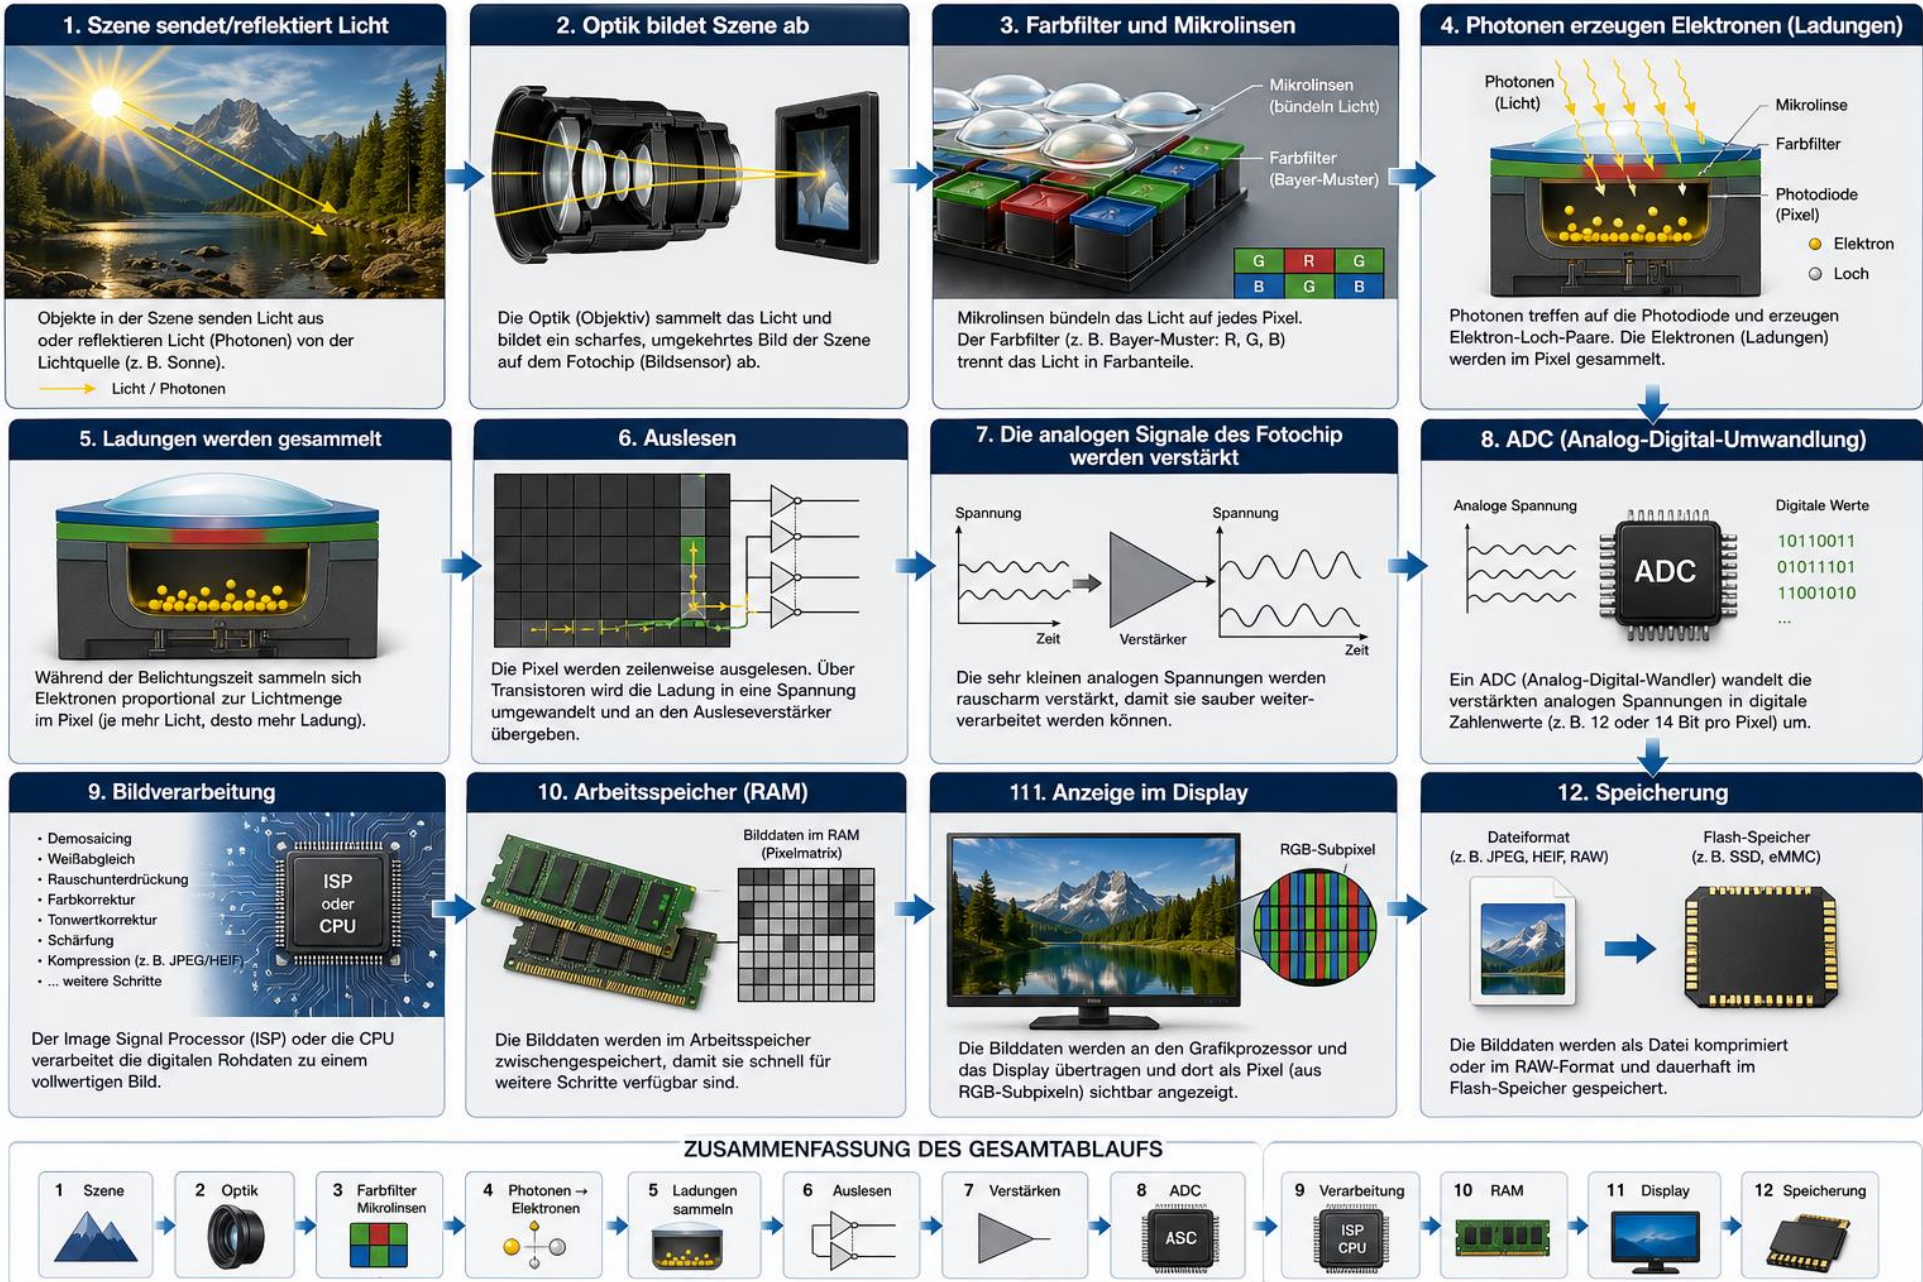 1. Szene sendet/reflektiert Licht
Objekte in der Szene senden Licht aus
oder reflektieren Licht (Photonen) von der
Lichtquelle (z. B. Sonne).
Licht / Photonen
2. Optik bildet Szene ab
Die Optik (Objektiv) sammelt das Licht und
bildet ein scharfes, umgekehrtes Bild der Szene
auf dem Fotochip (Bildsensor) ab.
3. Farbfilter und Mikrolinsen
Mikrolinsen
(bündeln Licht)
Farbfilter
(Bayer-Muster)
G R G
B G B
Mikrolinsen bündeln das Licht auf jedes Pixel.
Der Farbfilter (z. B. Bayer-Muster: R, G, B)
trennt das Licht in Farbanteile.
4. Photonen erzeugen Elektronen (Ladungen)
Photonen
(Licht)
Mikrolinse
Farbfilter
Photodiode
(Pixel)
Elektron
Loch
Photonen treffen auf die Photodiode und erzeugen
Elektron-Loch-Paare. Die Elektronen (Ladungen)
werden im Pixel gesammelt.
5. Ladungen werden gesammelt
Während der Belichtungszeit sammeln sich
Elektronen proportional zur Lichtmenge
im Pixel (je mehr Licht, desto mehr Ladung).
6. Auslesen
Die Pixel werden zeilenweise ausgelesen. Über
Transistoren wird die Ladung in eine Spannung
umgewandelt und an den Ausleseverstärker
übergeben.
7. Die analogen Signale des Fotochip
werden verstärkt
Spannung
Zeit
Verstärker
Spannung
Zeit
Die sehr kleinen analogen Spannungen werden
rauscharm verstärkt, damit sie sauber weiter-
verarbeitet werden können.
8. ADC (Analog-Digital-Umwandlung)
Analoge Spannung
ADC
Digitale Werte
10110011
01011101
11001010
...
Ein ADC (Analog-Digital-Wandler) wandelt die
verstärkten analogen Spannungen in digitale
Zahlenwerte (z. B. 12 oder 14 Bit pro Pixel) um.
9. Bildverarbeitung
• Demosaicing
• Weißabgleich
• Rauschunterdrückung
• Farbkorrektur
• Tonwertkorrektur
• Schärfung
• Kompression (z. B. JPEG/HEIF)
• ... weitere Schritte
ISP
oder
CPU
Der Image Signal Processor (ISP) oder die CPU
verarbeitet die digitalen Rohdaten zu einem
vollwertigen Bild.
10. Arbeitsspeicher (RAM)
Bilddaten im RAM
(Pixelmatrix)
Die Bilddaten werden im Arbeitsspeicher
zwischengespeichert, damit sie schnell für
weitere Schritte verfügbar sind.
111. Anzeige im Display
RGB-Subpixel
Die Bilddaten werden an den Grafikprozessor und
das Display übertragen und dort als Pixel (aus
RGB-Subpixeln) sichtbar angezeigt.
12. Speicherung
Dateiformat
(z. B. JPEG, HEIF, RAW)
Flash-Speicher
(z. B. SSD, eMMC)
Die Bilddaten werden als Datei komprimiert
oder im RAW-Format und dauerhaft im
Flash-Speicher gespeichert.
ZUSAMMENFASSUNG DES GESAMTABLAUFS
1 Szene
2 Optik
3 Farbfilter
Mikrolinsen
4 Photonen →
Elektronen
5 Ladungen
sammeln
6 Auslesen
7 Verstärken
8 ADC
ASC
9 Verarbeitung
ISP
CPU
10 RAM
11 Display
12 Speicherung